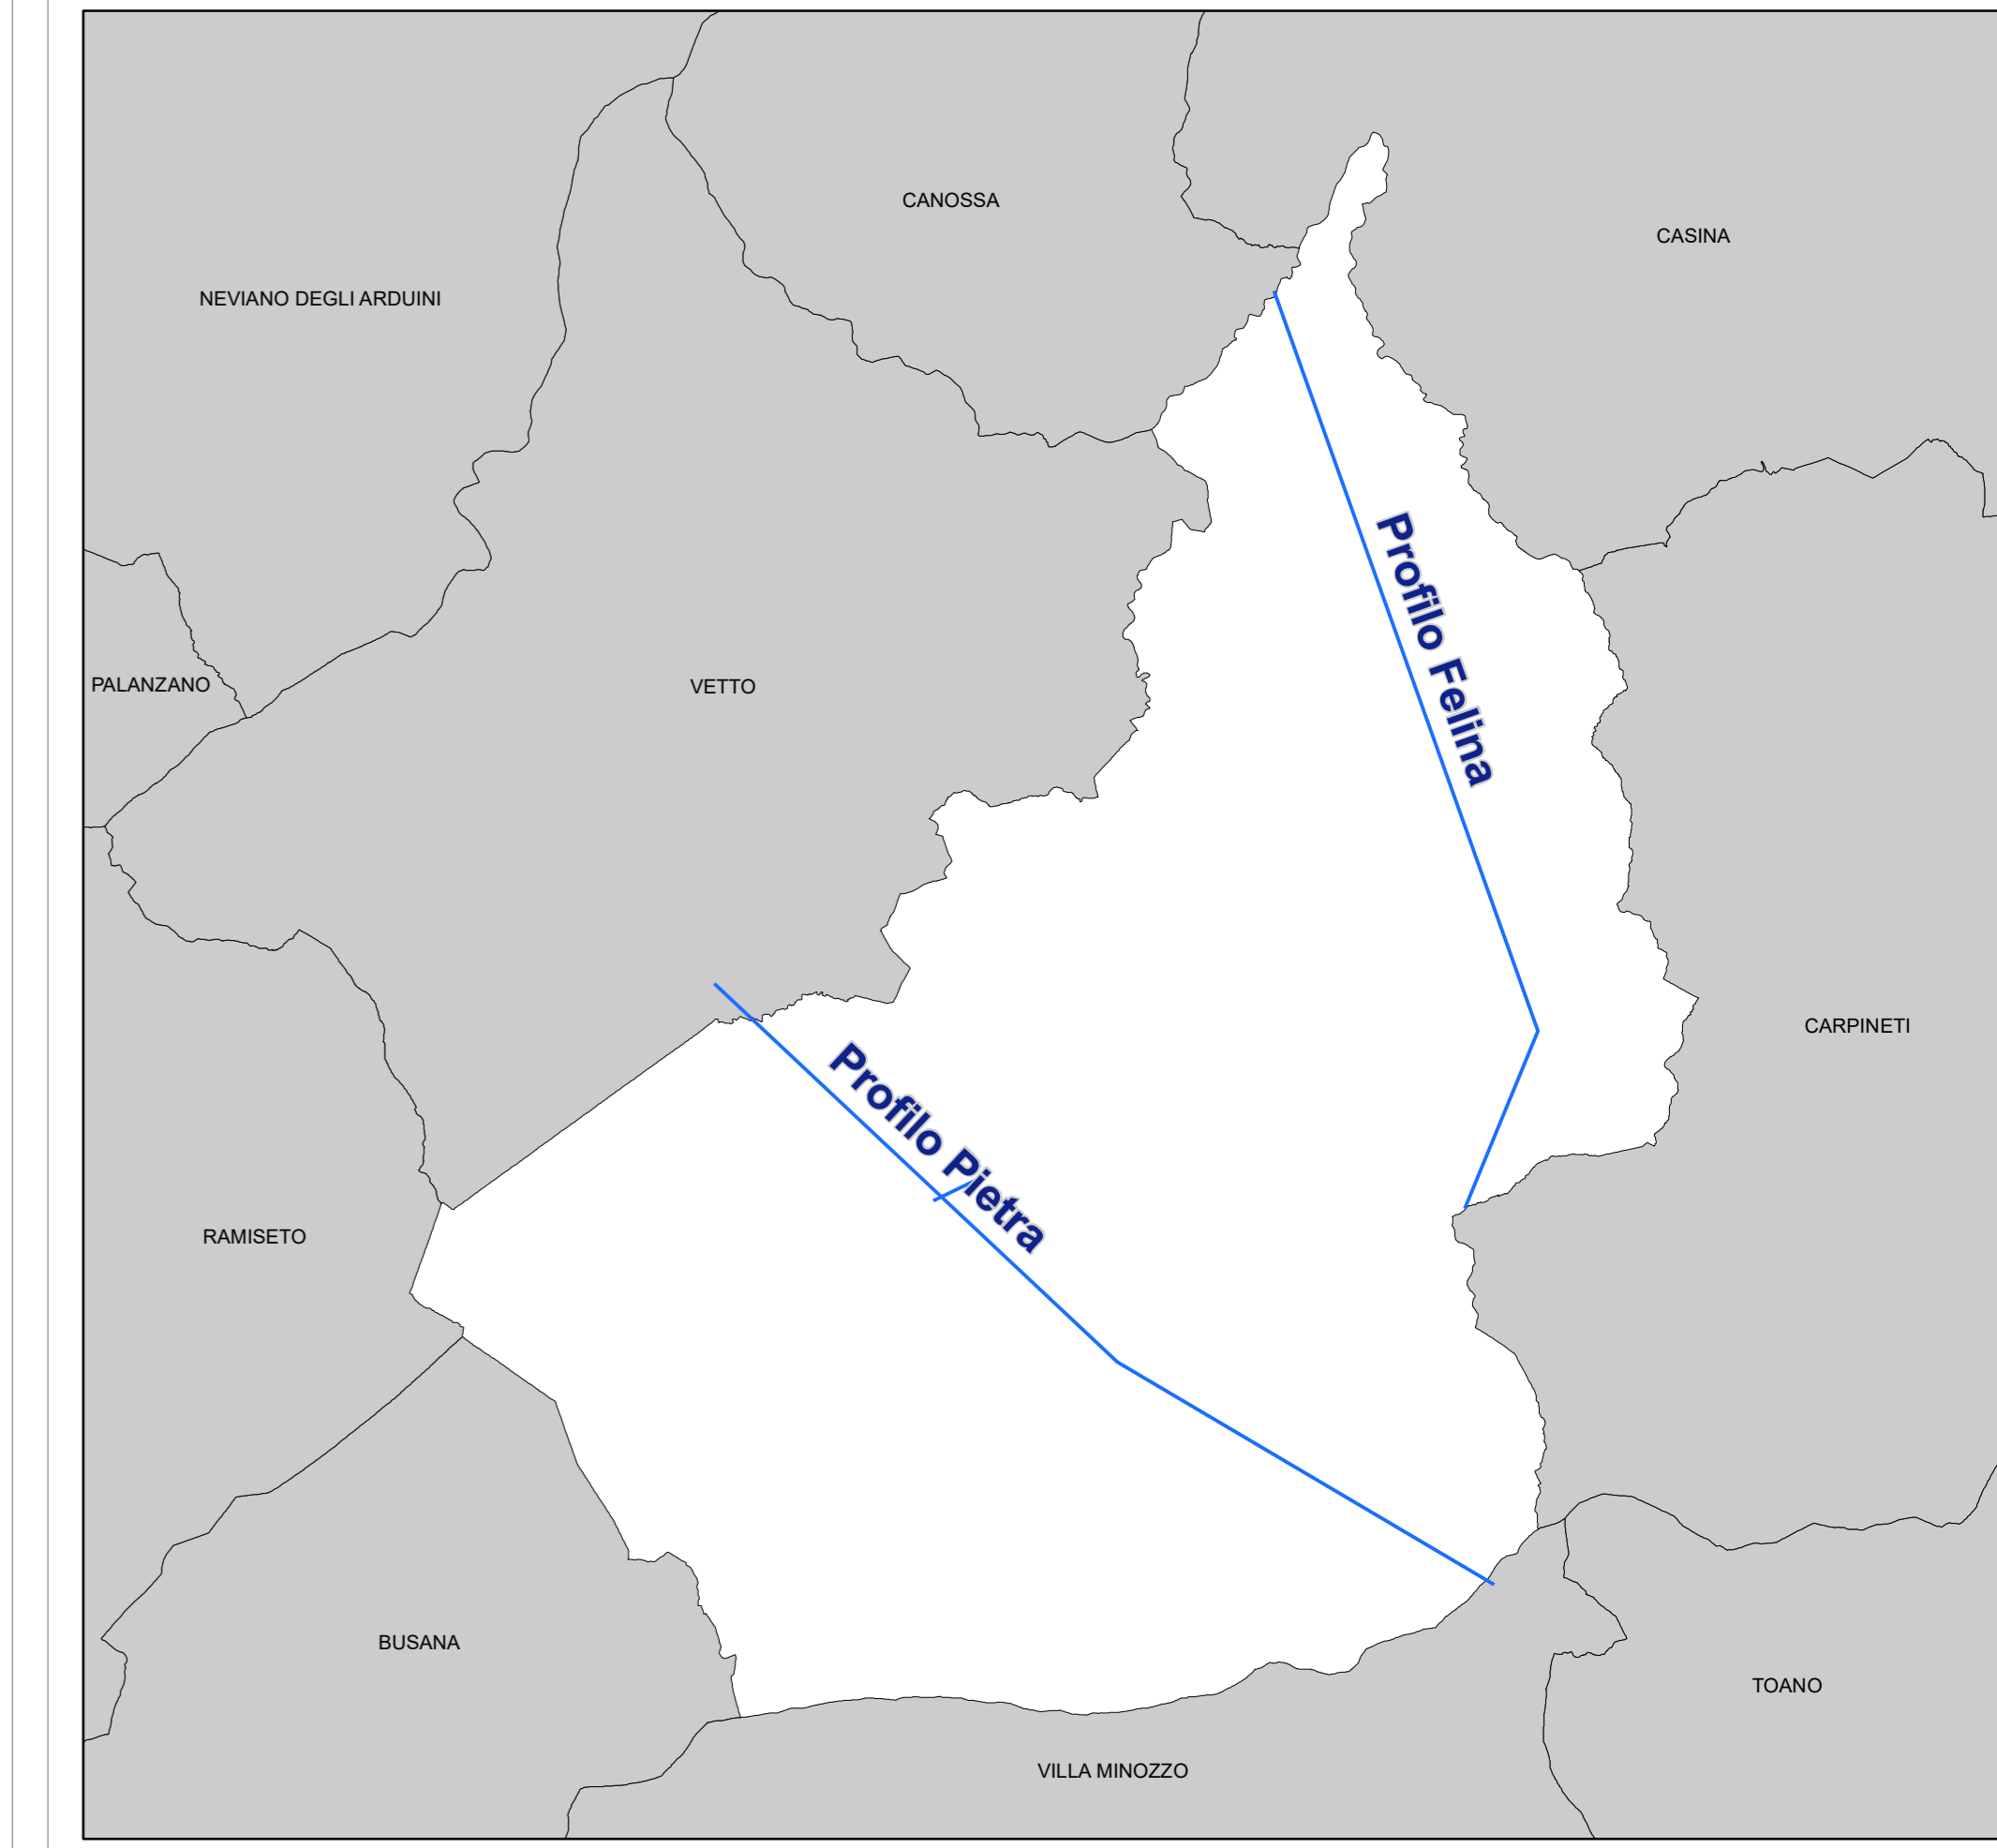 CANOSSA
CASINA
NEVIANO DEGLI ARDUINI
Profilo Felina
PALANZANO
VETTO
CARPINETI
Profilo Pietra
RAMISETO
BUSANA
TOANO
VILLA MINOZZO